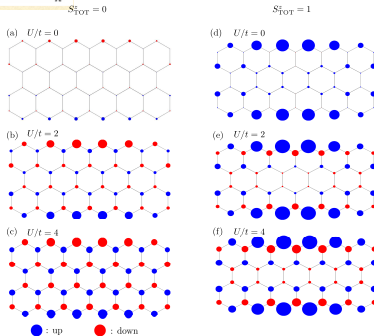 S^z_TOT = 0
S^z_TOT = 1
(a) U/t = 0
(d) U/t = 0
(b) U/t = 2
(e) U/t = 2
(c) U/t = 4
(f) U/t = 4
: up : down